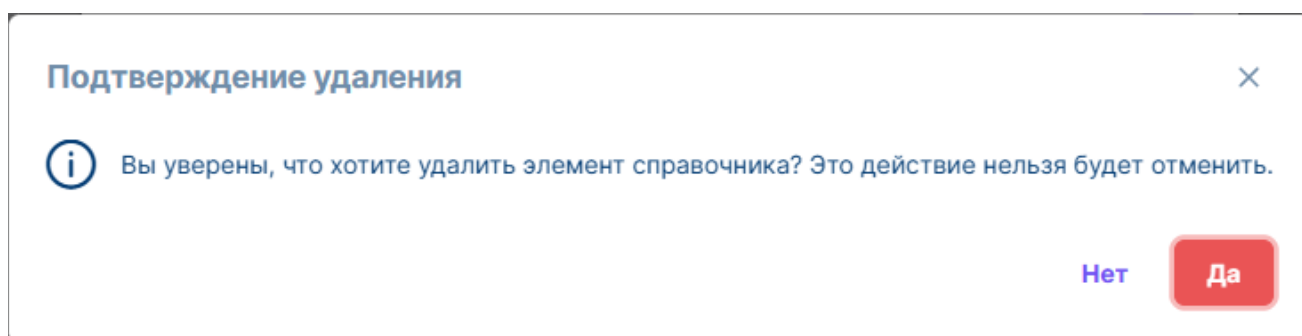 Подтверждение удаления
Вы уверены, что хотите удалить элемент справочника? Это действие нельзя будет отменить.
Нет Да